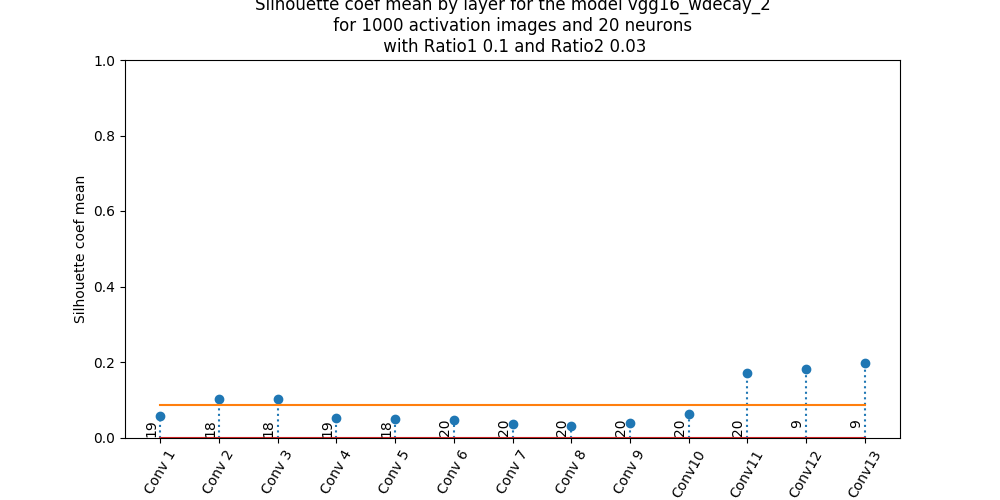 Silhouette coef mean by layer for the model vgg16_wdecay_2
for 1000 activation images and 20 neurons
with Ratio1 0.1 and Ratio2 0.03
1.0
0.8
0.6
0.4
0.2
0.0
Silhouette coef mean
19
18
18
19
18
20
20
20
20
20
20
9
9
Conv 1
Conv 2
Conv 3
Conv 4
Conv 5
Conv 6
Conv 7
Conv 8
Conv 9
Conv10
Conv11
Conv12
Conv13